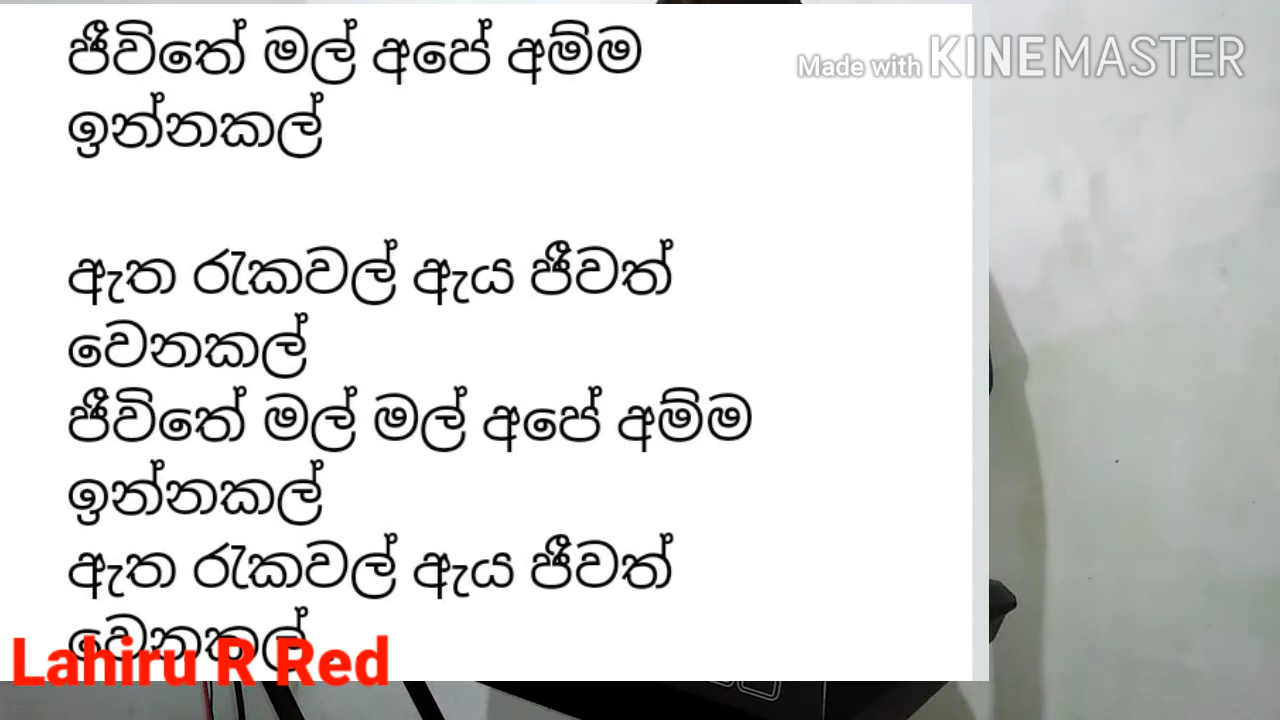 ජීවිතේ මල් අපේ අම්ම
ඉන්නකල්
Made with KINEMASTER
ඇත රැකවල් ඇය ජීවත්
වෙනකල්
ජීවිතේ මල් මල් අපේ අම්ම
ඉන්නකල්
ඇත රැකවල් ඇය ජීවත්
වෙනකල්
Lahiru R Red